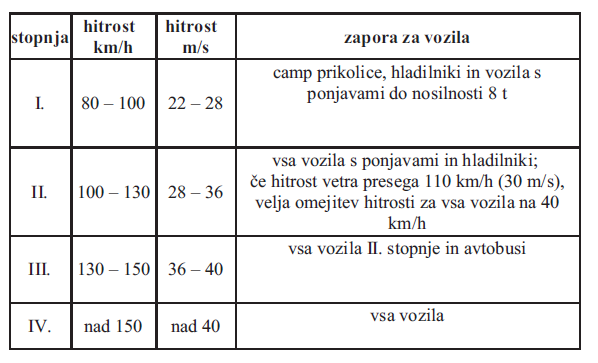 stopnja hitrost km/h hitrost m/s zapora za vozila
I. 80 – 100 22 – 28 camp prikolice, hladilniki in vozila s
ponjavami do nosilnosti 8 t
II. 100 – 130 28 – 36 vsa vozila s ponjavami in hladilniki;
če hitrost vetra presega 110 km/h (30 m/s),
velja omejitev hitrosti za vsa vozila na 40
km/h
III. 130 – 150 36 – 40 vsa vozila II. stopnje in avtobusi
IV. nad 150 nad 40 vsa vozila